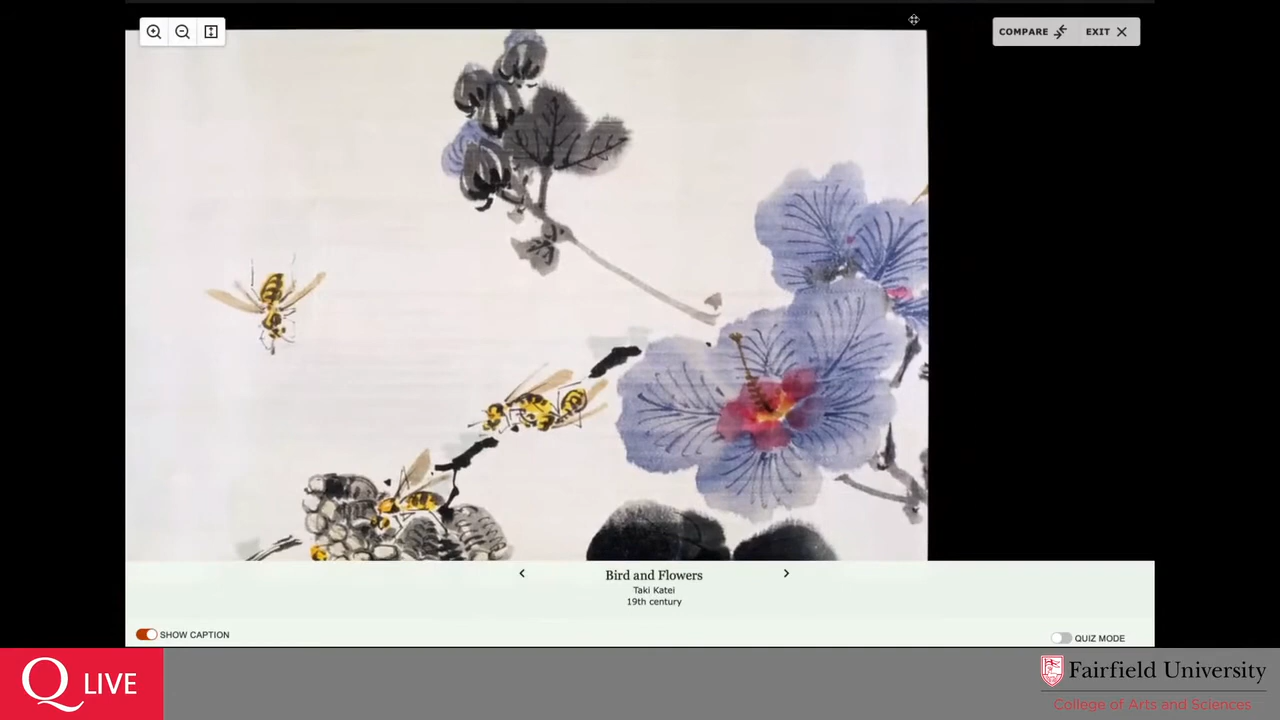 COMPARE EXIT
Bird and Flowers
Taki Katei
19th century
SHOW CAPTION
QUIZ MODE
Q LIVE
Fairfield University
College of Arts and Sciences